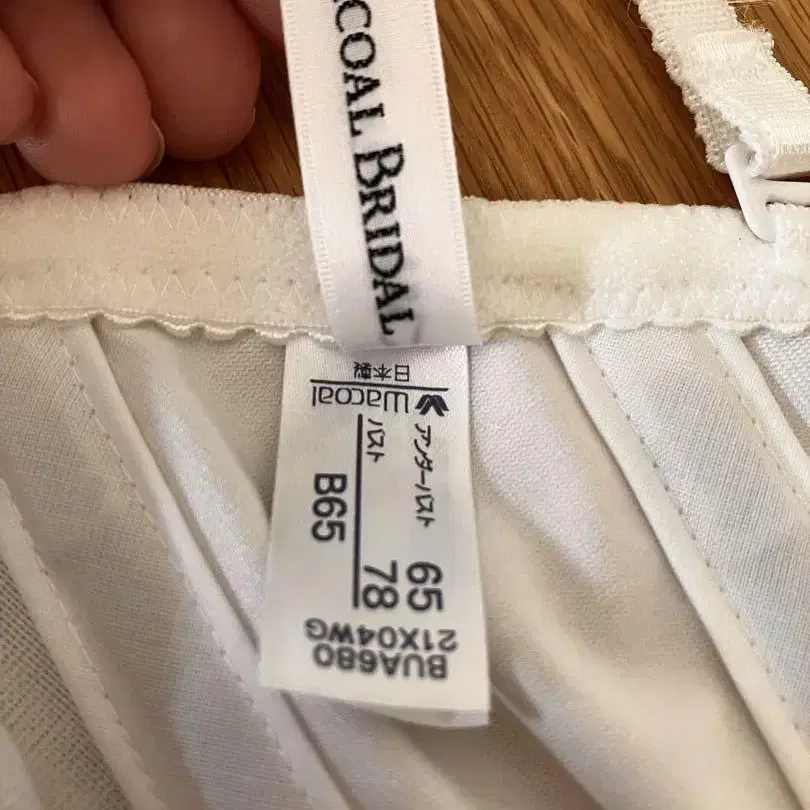 COAL BRIDAL
BUA680
21X04WG
アンダーバスト 65
バスト 78
B65
Wacoal
日本製